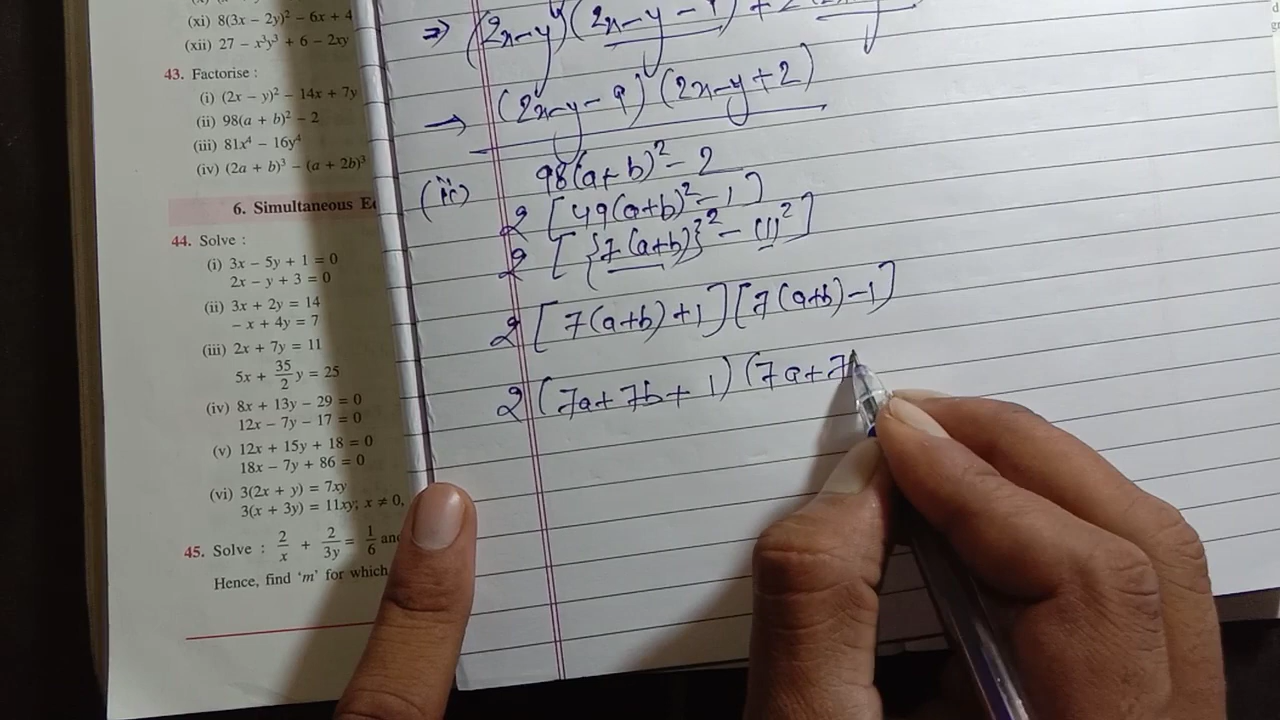 (xi) 8(3x – 2y)² – 6x + 4
(xii) 27 – x³y³ + 6 – 2xy
43. Factorise :
(i) (2x – y)² – 14x + 7y
(ii) 98(a + b)² – 2
(iii) 81x⁴ – 16y⁴
(iv) (2a + b)³ – (a + 2b)³
6. Simultaneous
44. Solve :
(i) 3x – 5y + 1 = 0
2x – y + 3 = 0
(ii) 3x + 2y = 14
– x + 4y = 7
(iii) 2x + 7y = 11
5x + 35/2 y = 25
(iv) 8x + 13y – 29 = 0
12x – 7y – 17 = 0
(v) 12x + 15y + 18 = 0
18x – 7y + 86 = 0
(vi) 3(2x + y) = 7xy
3(x + 3y) = 11xy; x ≠ 0,
45. Solve : 2/x + 2/3y = 1/6 and
Hence, find ‘m’ for which
⇒ (2x–y) (2x–y–
→ (2x–y–9) (2x–y+2)
(ii) 98(a+b)² – 2
2 [49(a+b)² – 1]
2 [{7(a+b)}² – (1)²]
2 [7(a+b)+1] [7(a+b)–1]
2 (7a+7b+1) (7a+7